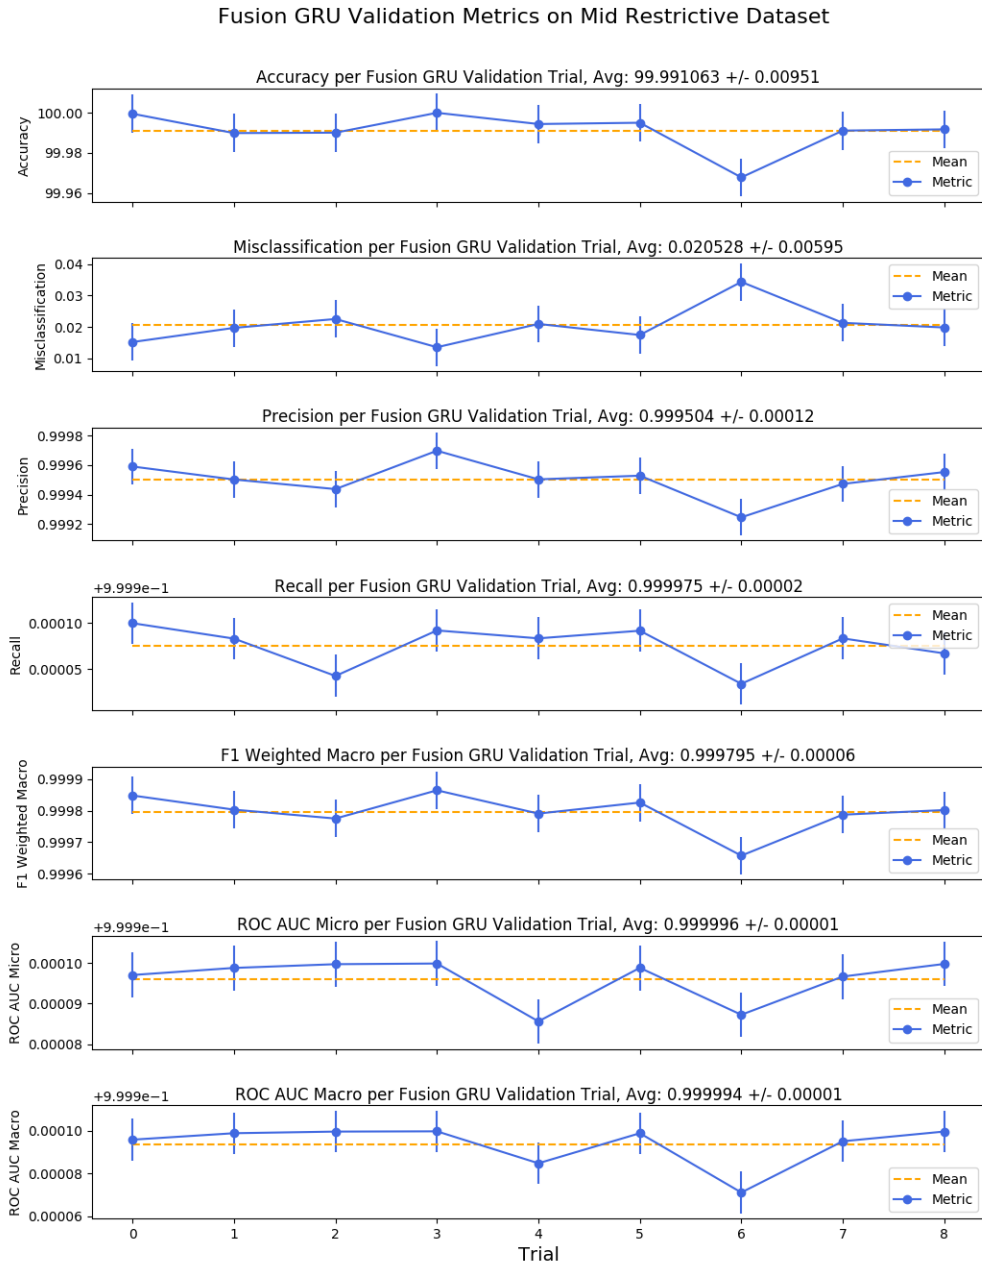 Fusion GRU Validation Metrics on Mid Restrictive Dataset
Accuracy per Fusion GRU Validation Trial, Avg: 99.991063 +/- 0.00951
Accuracy
100.00
99.98
99.96
Mean
Metric
Misclassification per Fusion GRU Validation Trial, Avg: 0.020528 +/- 0.00595
Misclassification
0.04
0.03
0.02
0.01
Mean
Metric
Precision per Fusion GRU Validation Trial, Avg: 0.999504 +/- 0.00012
Precision
0.9998
0.9996
0.9994
0.9992
Mean
Metric
+9.999e−1
Recall per Fusion GRU Validation Trial, Avg: 0.999975 +/- 0.00002
Recall
0.00010
0.00005
Mean
Metric
F1 Weighted Macro per Fusion GRU Validation Trial, Avg: 0.999795 +/- 0.00006
F1 Weighted Macro
0.9999
0.9998
0.9997
0.9996
Mean
Metric
+9.999e−1
ROC AUC Micro per Fusion GRU Validation Trial, Avg: 0.999996 +/- 0.00001
ROC AUC Micro
0.00010
0.00009
0.00008
Mean
Metric
+9.999e−1
ROC AUC Macro per Fusion GRU Validation Trial, Avg: 0.999994 +/- 0.00001
ROC AUC Macro
0.00010
0.00008
0.00006
Mean
Metric
0 1 2 3 4 5 6 7 8
Trial